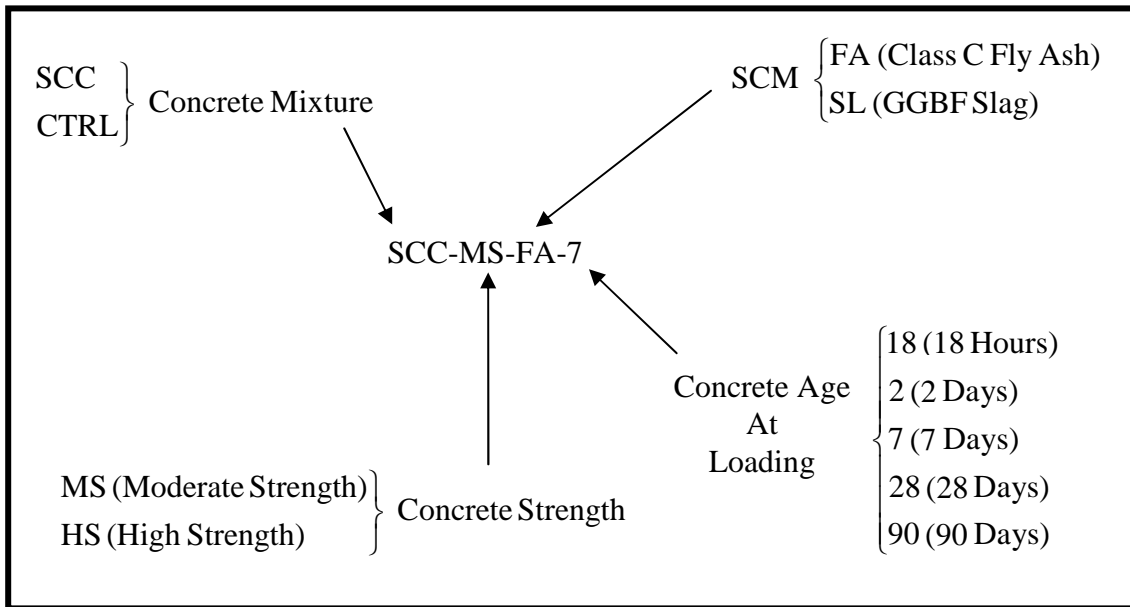 SCC
CTRL
Concrete Mixture
SCM
FA (Class C Fly Ash)
SL (GGBF Slag)
SCC-MS-FA-7
MS (Moderate Strength)
HS (High Strength)
Concrete Strength
Concrete Age
At
Loading
18 (18 Hours)
2 (2 Days)
7 (7 Days)
28 (28 Days)
90 (90 Days)